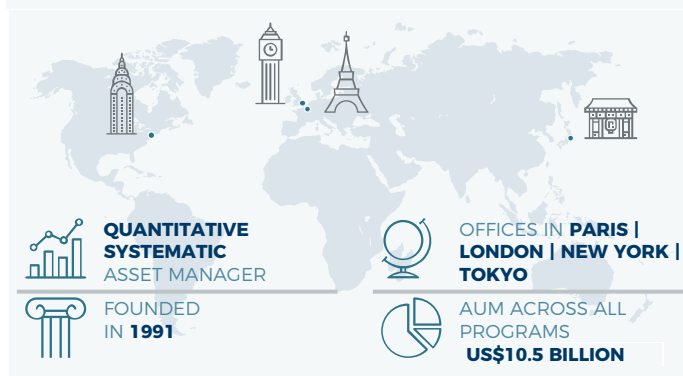 QUANTITATIVE
SYSTEMATIC
ASSET MANAGER
OFFICES IN PARIS |
LONDON | NEW YORK |
TOKYO
FOUNDED
IN 1991
AUM ACROSS ALL
PROGRAMS
US$10.5 BILLION